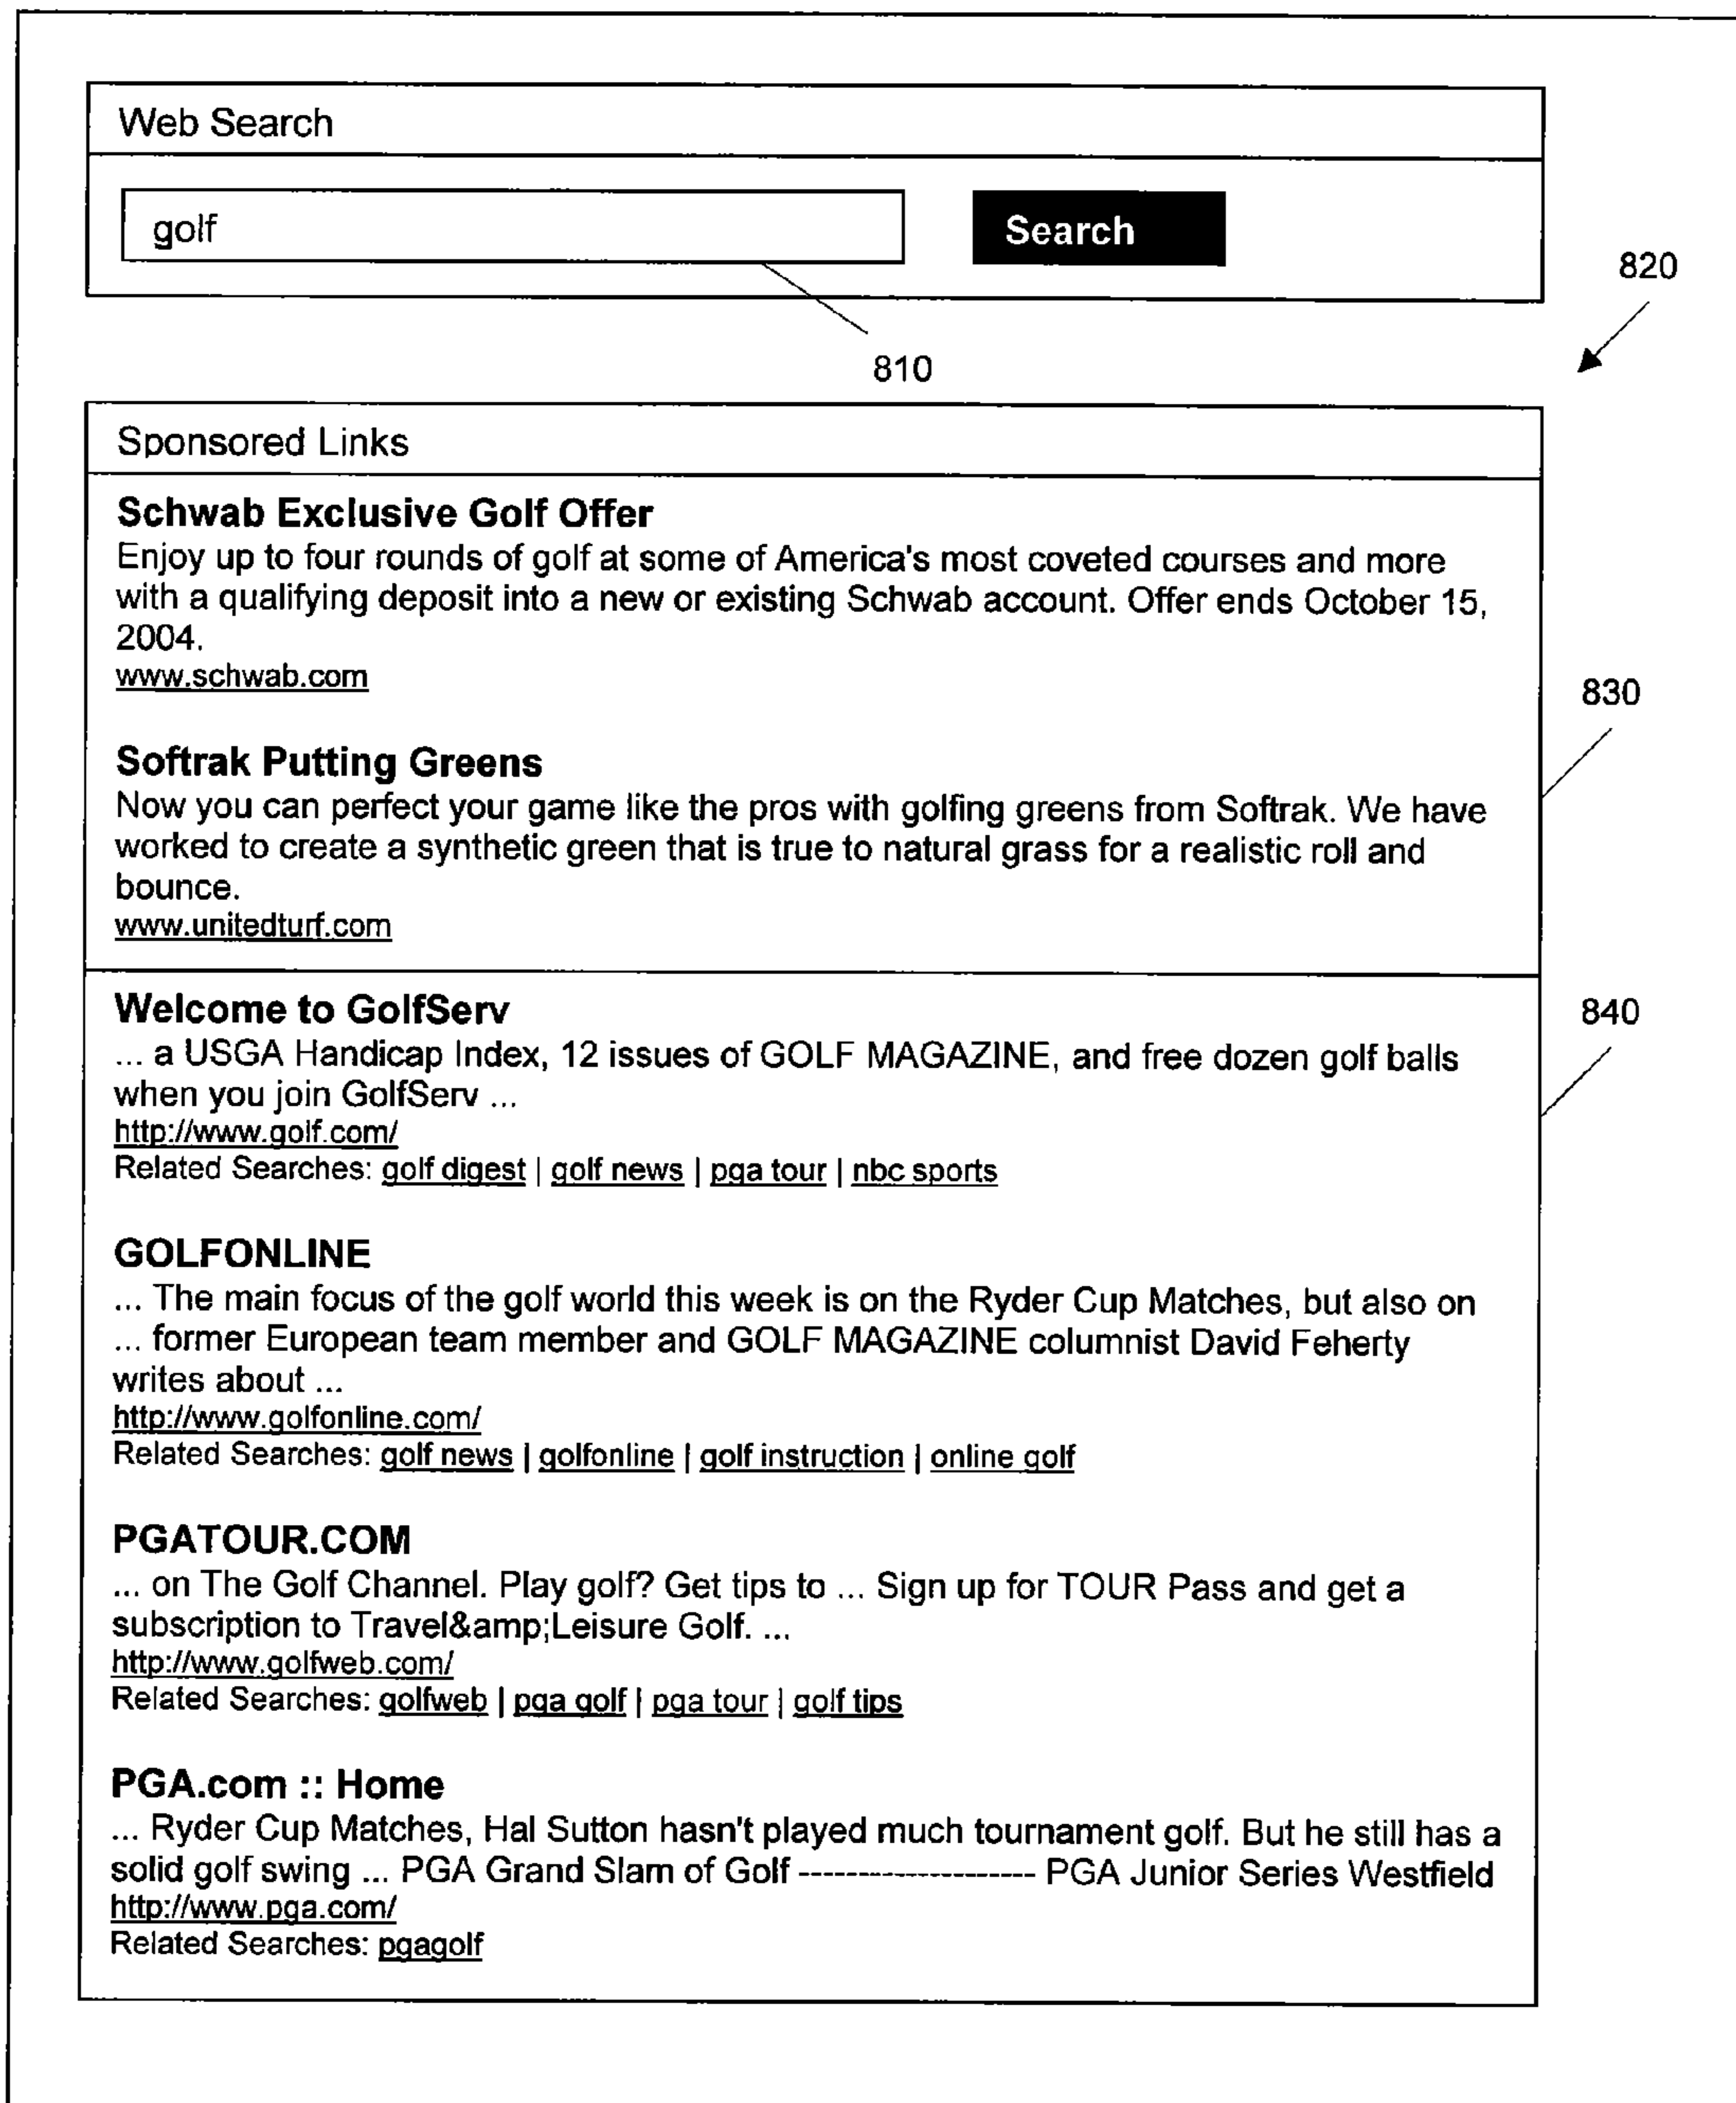 Web Search
golf
Search
820
810
Sponsored Links
Schwab Exclusive Golf Offer
Enjoy up to four rounds of golf at some of America's most coveted courses and more
with a qualifying deposit into a new or existing Schwab account. Offer ends October 15,
2004.
www.schwab.com
830
Softrak Putting Greens
Now you can perfect your game like the pros with golfing greens from Softrak. We have
worked to create a synthetic green that is true to natural grass for a realistic roll and
bounce.
www.unitedturf.com
Welcome to GolfServ
840
... a USGA Handicap Index, 12 issues of GOLF MAGAZINE, and free dozen golf balls
when you join GolfServ ...
http://www.golf.com/
Related Searches: golf digest | golf news | pga tour | nbc sports
GOLFONLINE
... The main focus of the golf world this week is on the Ryder Cup Matches, but also on
... former European team member and GOLF MAGAZINE columnist David Feherty
writes about ...
http://www.golfonline.com/
Related Searches: golf news | golfonline | golf instruction | online golf
PGATOUR.COM
... on The Golf Channel. Play golf? Get tips to ... Sign up for TOUR Pass and get a
subscription to Travel&amp;Leisure Golf. ...
http://www.golfweb.com/
Related Searches: golfweb | pga golf | pga tour | golf tips
PGA.com :: Home
... Ryder Cup Matches, Hal Sutton hasn't played much tournament golf. But he still has a
solid golf swing ... PGA Grand Slam of Golf -------------------- PGA Junior Series Westfield
http://www.pga.com/
Related Searches: pgagolf